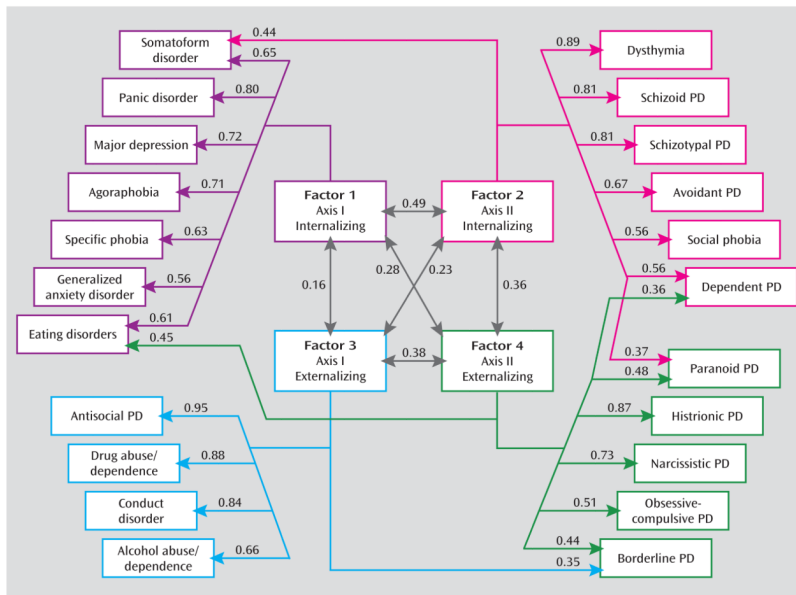 0.44
Somatoform
disorder
0.65
0.89
Dysthymia
Panic disorder
0.80
0.81
Schizoid PD
Major depression
0.72
0.81
Schizotypal PD
Agoraphobia
0.71
Factor 1
Axis I
Internalizing
0.49
Factor 2
Axis II
Internalizing
0.67
Avoidant PD
Specific phobia
0.63
0.56
Social phobia
Generalized
anxiety disorder
0.56
0.16
0.28
0.23
0.36
0.56
0.36
Dependent PD
Eating disorders
0.61
0.45
Factor 3
Axis I
Externalizing
0.38
Factor 4
Axis II
Externalizing
0.37
0.48
Paranoid PD
Antisocial PD
0.95
0.87
Histrionic PD
Drug abuse/
dependence
0.88
0.73
Narcissistic PD
Conduct
disorder
0.84
0.51
Obsessive-
compulsive PD
Alcohol abuse/
dependence
0.66
0.44
0.35
Borderline PD